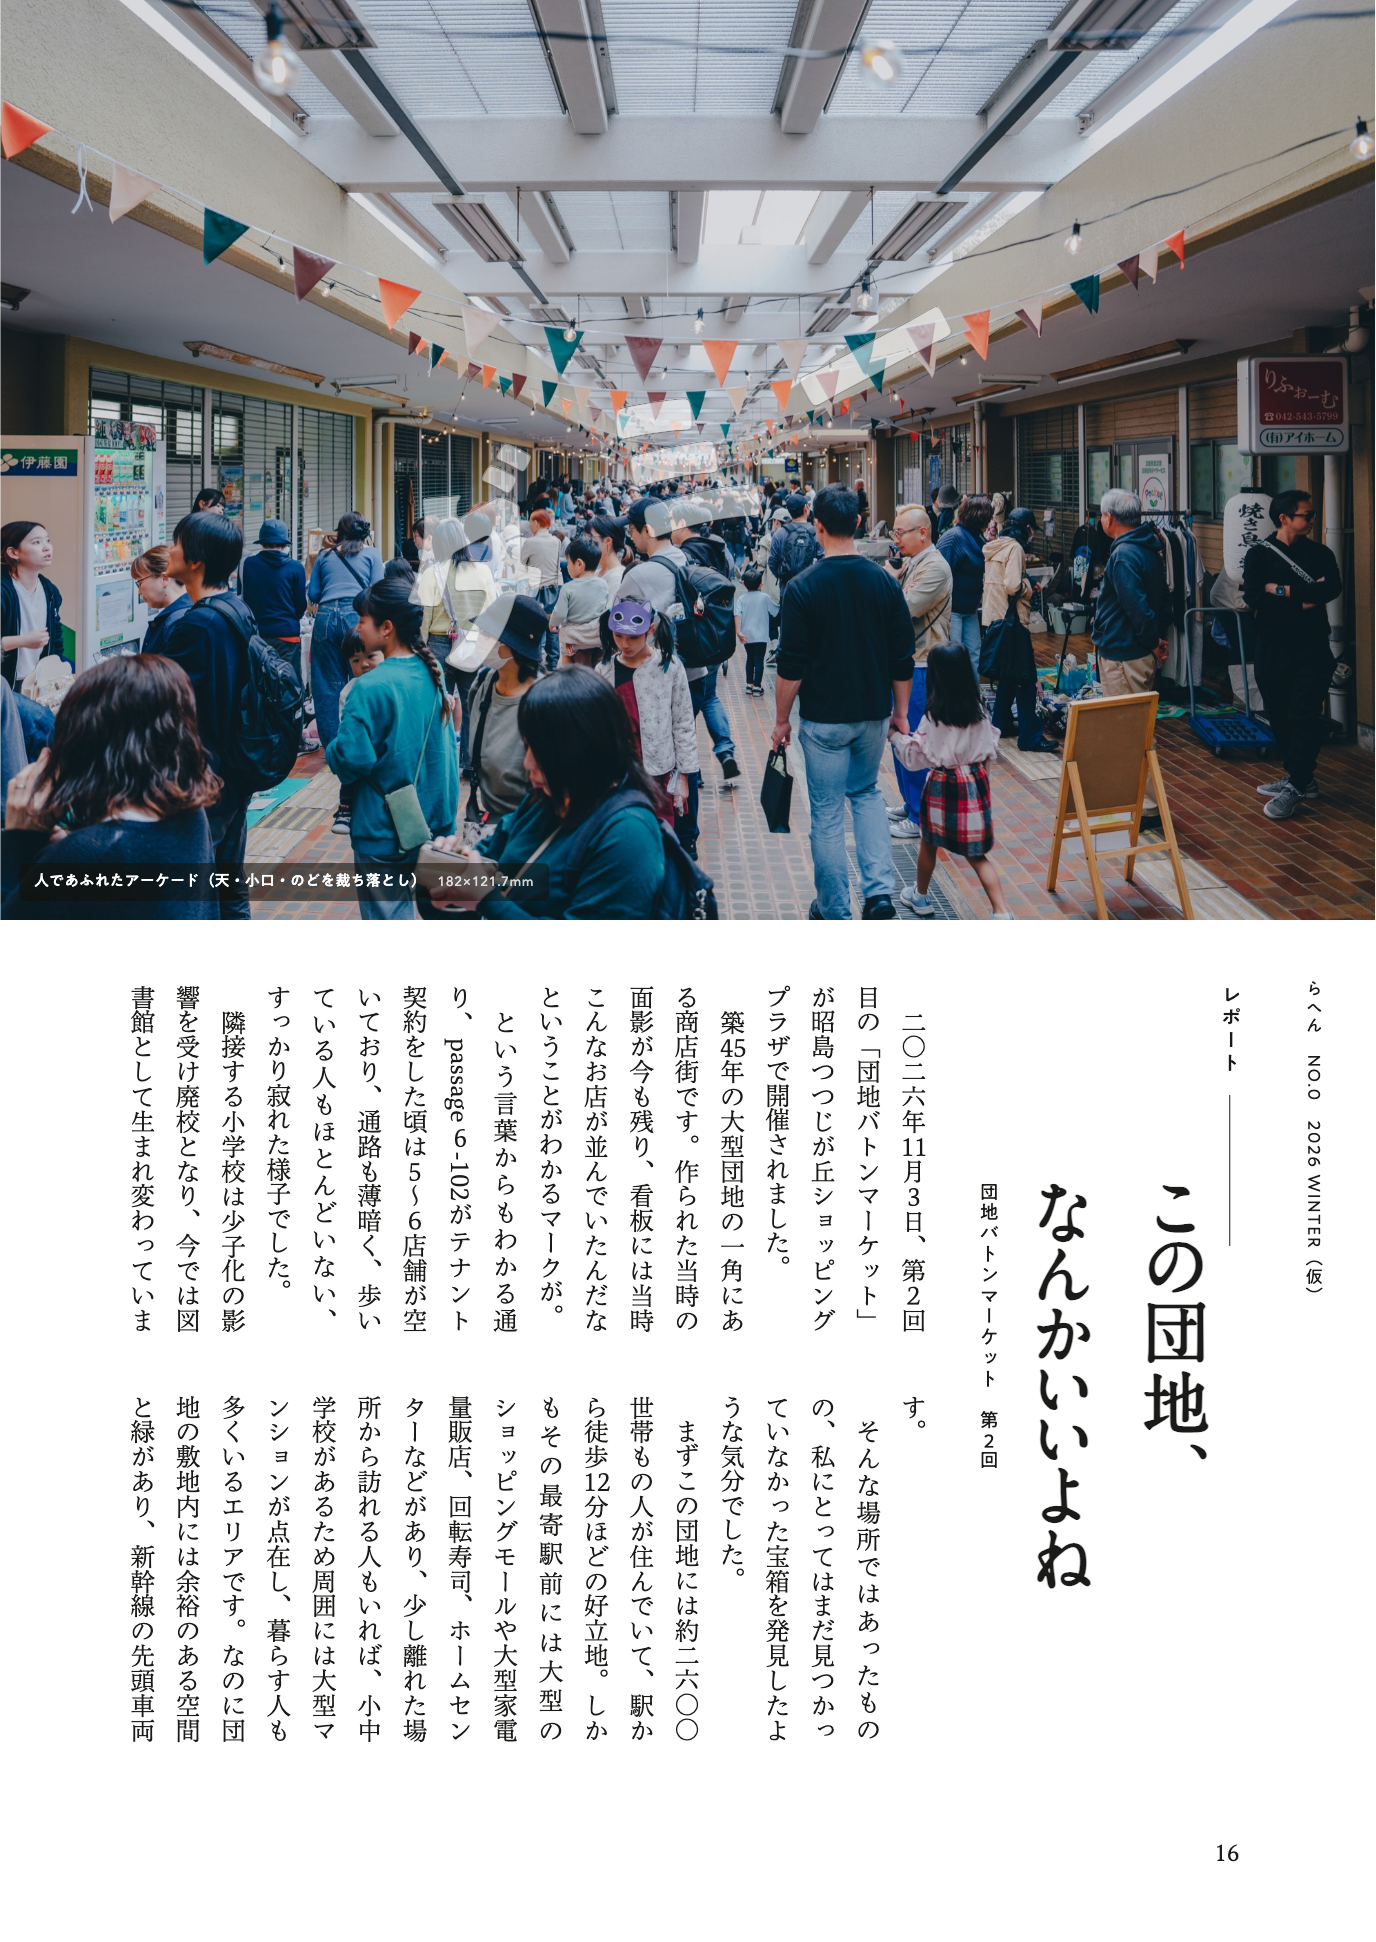 伊藤園
りふぉーむ
☎042-543-5799
(有)アイホーム
焼き鳥
ダミー
人であふれたアーケード（天・小口・のどを裁ち落とし） 182×121.7mm
らへん NO.0 2026 WINTER（仮）
レポート
この団地、
なんかいいよね
団地バトンマーケット 第2回
二〇二六年11月3日、第2回
目の「団地バトンマーケット」
が昭島つつじが丘ショッピング
プラザで開催されました。
築45年の大型団地の一角にあ
る商店街です。作られた当時の
面影が今も残り、看板には当時
こんなお店が並んでいたんだな
ということがわかるマークが。
という言葉からもわかる通
り、passage 6-102がテナント
契約をした頃は5〜6店舗が空
いており、通路も薄暗く、歩い
ている人もほとんどいない、
すっかり寂れた様子でした。
隣接する小学校は少子化の影
響を受け廃校となり、今では図
書館として生まれ変わっていま
す。
そんな場所ではあったもの
の、私にとってはまだ見つかっ
ていなかった宝箱を発見したよ
うな気分でした。
まずこの団地には約二六〇〇
世帯もの人が住んでいて、駅か
ら徒歩12分ほどの好立地。しか
もその最寄駅前には大型の
ショッピングモールや大型家電
量販店、回転寿司、ホームセン
ターなどがあり、少し離れた場
所から訪れる人もいれば、小中
学校があるため周囲には大型マ
ンションが点在し、暮らす人も
多くいるエリアです。なのに団
地の敷地内には余裕のある空間
と緑があり、新幹線の先頭車両
16